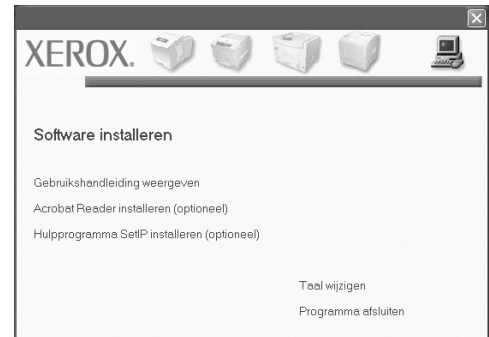 XEROX.
Software installeren
Gebruikshandleiding weergeven
Acrobat Reader installeren (optioneel)
Hulpprogramma SetIP installeren (optioneel)
Taal wijzigen
Programma afsluiten